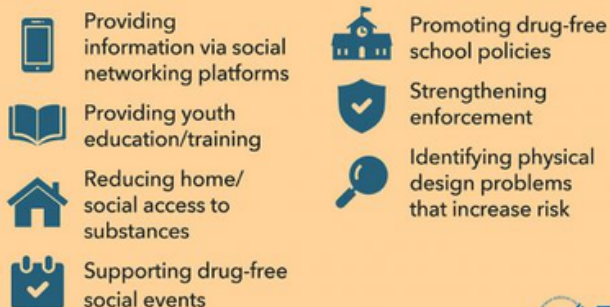 Providing
information via social
networking platforms
Providing youth
education/training
Reducing home/
social access to
substances
Supporting drug-free
social events
Promoting drug-free
school policies
Strengthening
enforcement
Identifying physical
design problems
that increase risk